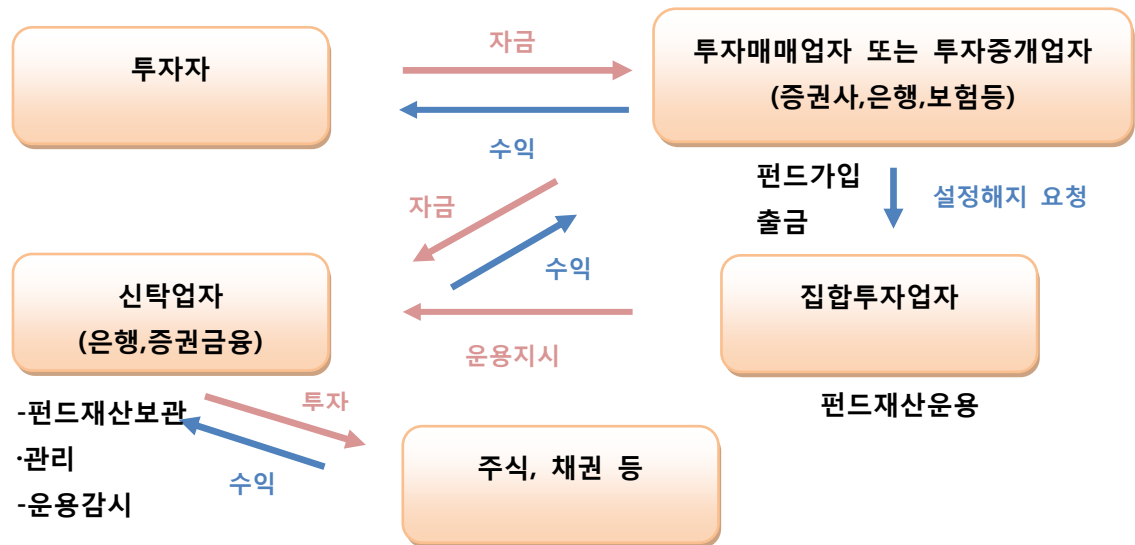 투자자
자금
수익
투자매매업자 또는 투자중개업자
(증권사,은행,보험등)
펀드가입
출금
설정해지 요청
자금
수익
신탁업자
(은행,증권금융)
운용지시
집합투자업자
펀드재산운용
-펀드재산보관
·관리
-운용감시
투자
수익
주식, 채권 등